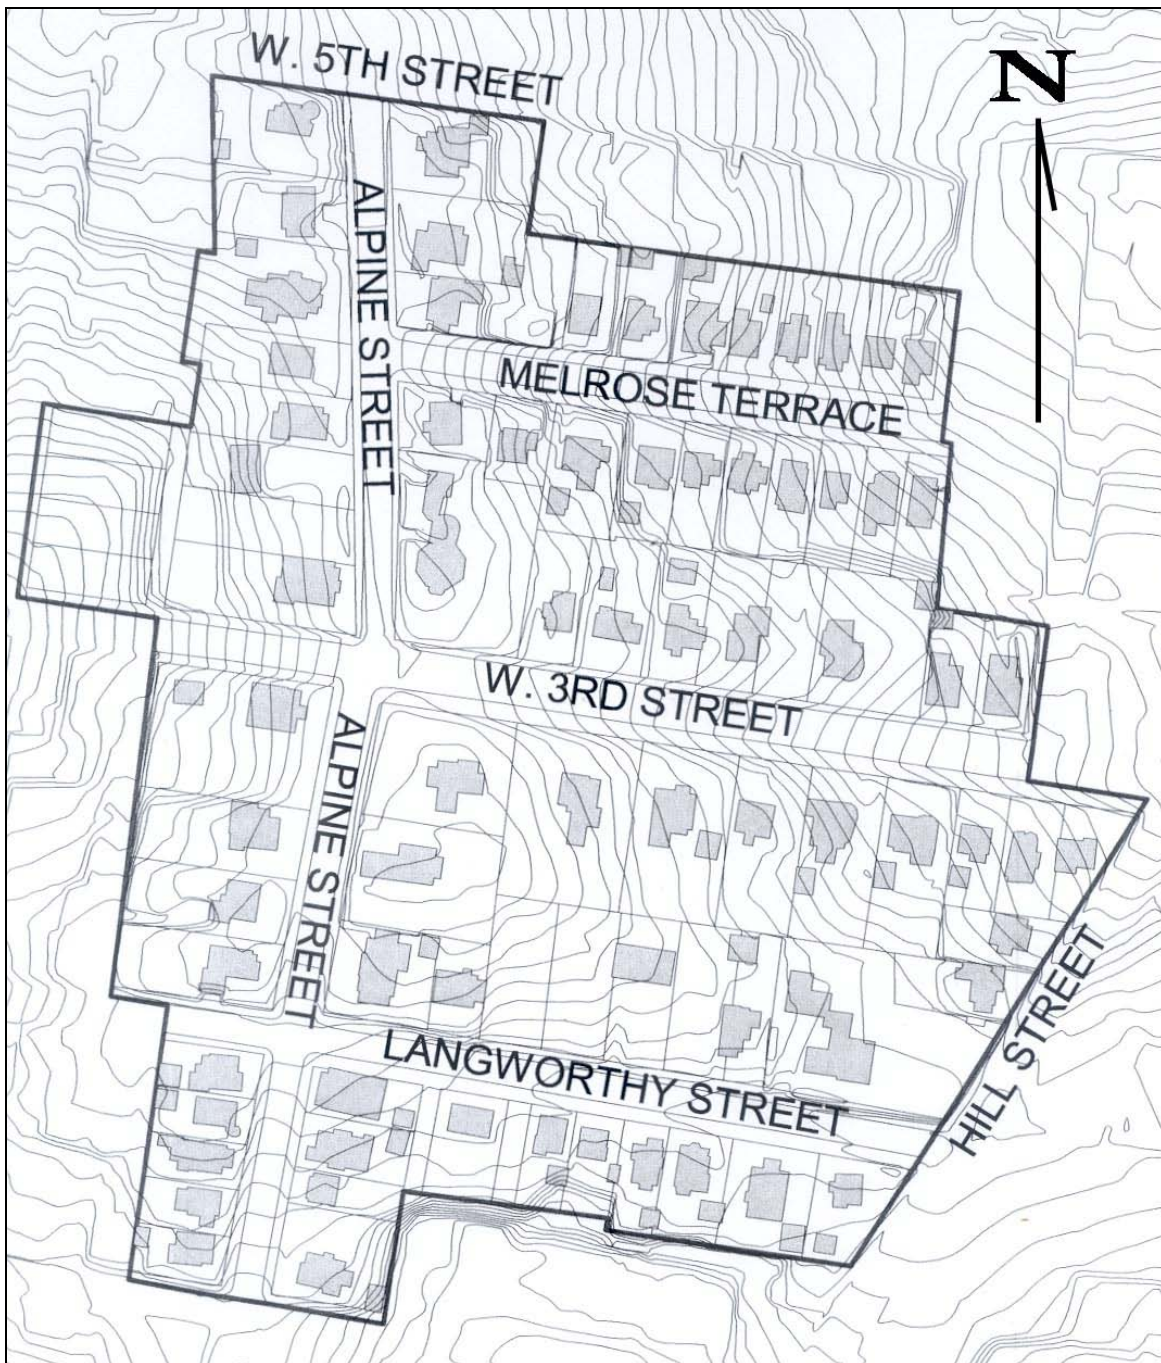 W. 5TH STREET
N
ALPINE STREET
MELROSE TERRACE
W. 3RD STREET
ALPINE STREET
HILL STREET
LANGWORTHY STREET